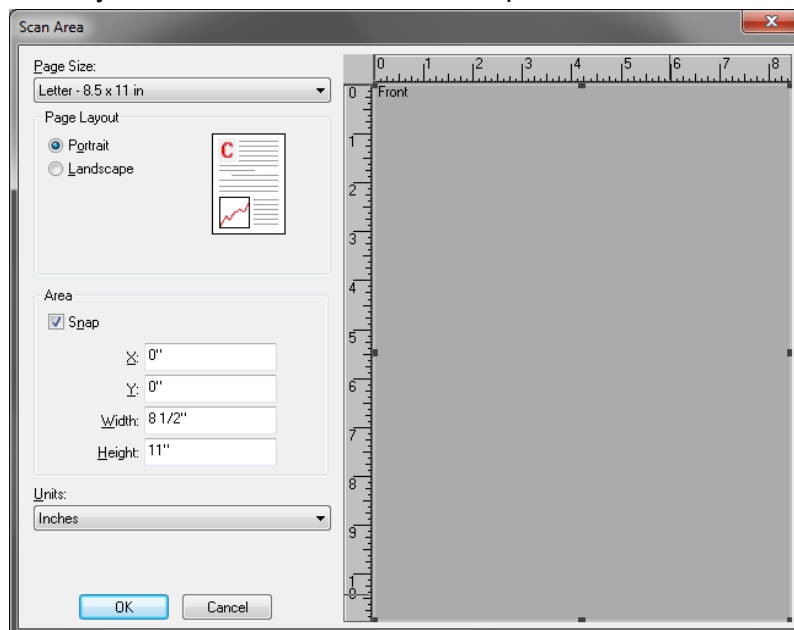 Scan Area
Page Size:
Letter - 8.5 x 11 in
Page Layout
Portrait
Landscape
C
Area
Snap
X: 0"
Y: 0"
Width: 8 1/2"
Height: 11"
Units:
Inches
OK Cancel
0 1 2 3 4 5 6 7 8
Front
0
1
2
3
4
5
6
7
8
9
10